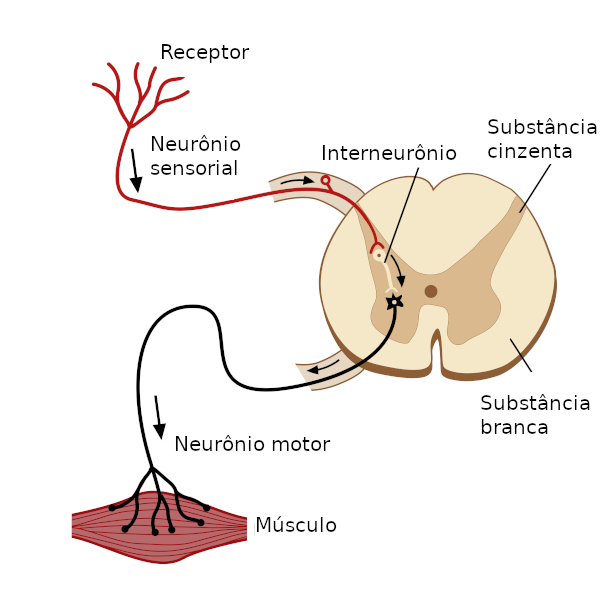 Receptor
Neurônio
sensorial
Interneurônio
Substância
cinzenta
Substância
branca
Neurônio motor
Músculo